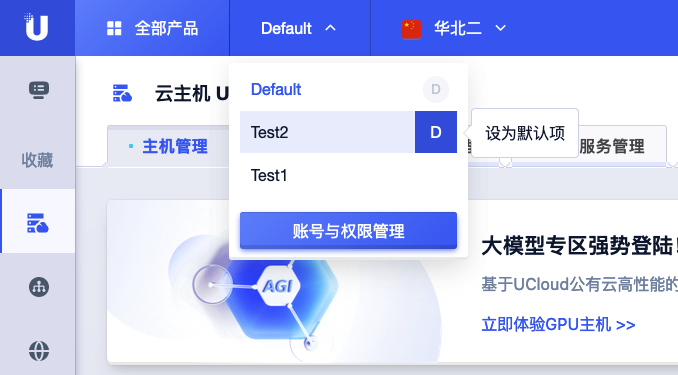 U
全部产品
Default
华北二
收藏
云主机 U
主机管理
服务管理
Default
D
Test2
D
设为默认项
Test1
账号与权限管理
AGI
大模型专区强势登陆！
基于UCloud公有云高性能的
立即体验GPU主机 >>